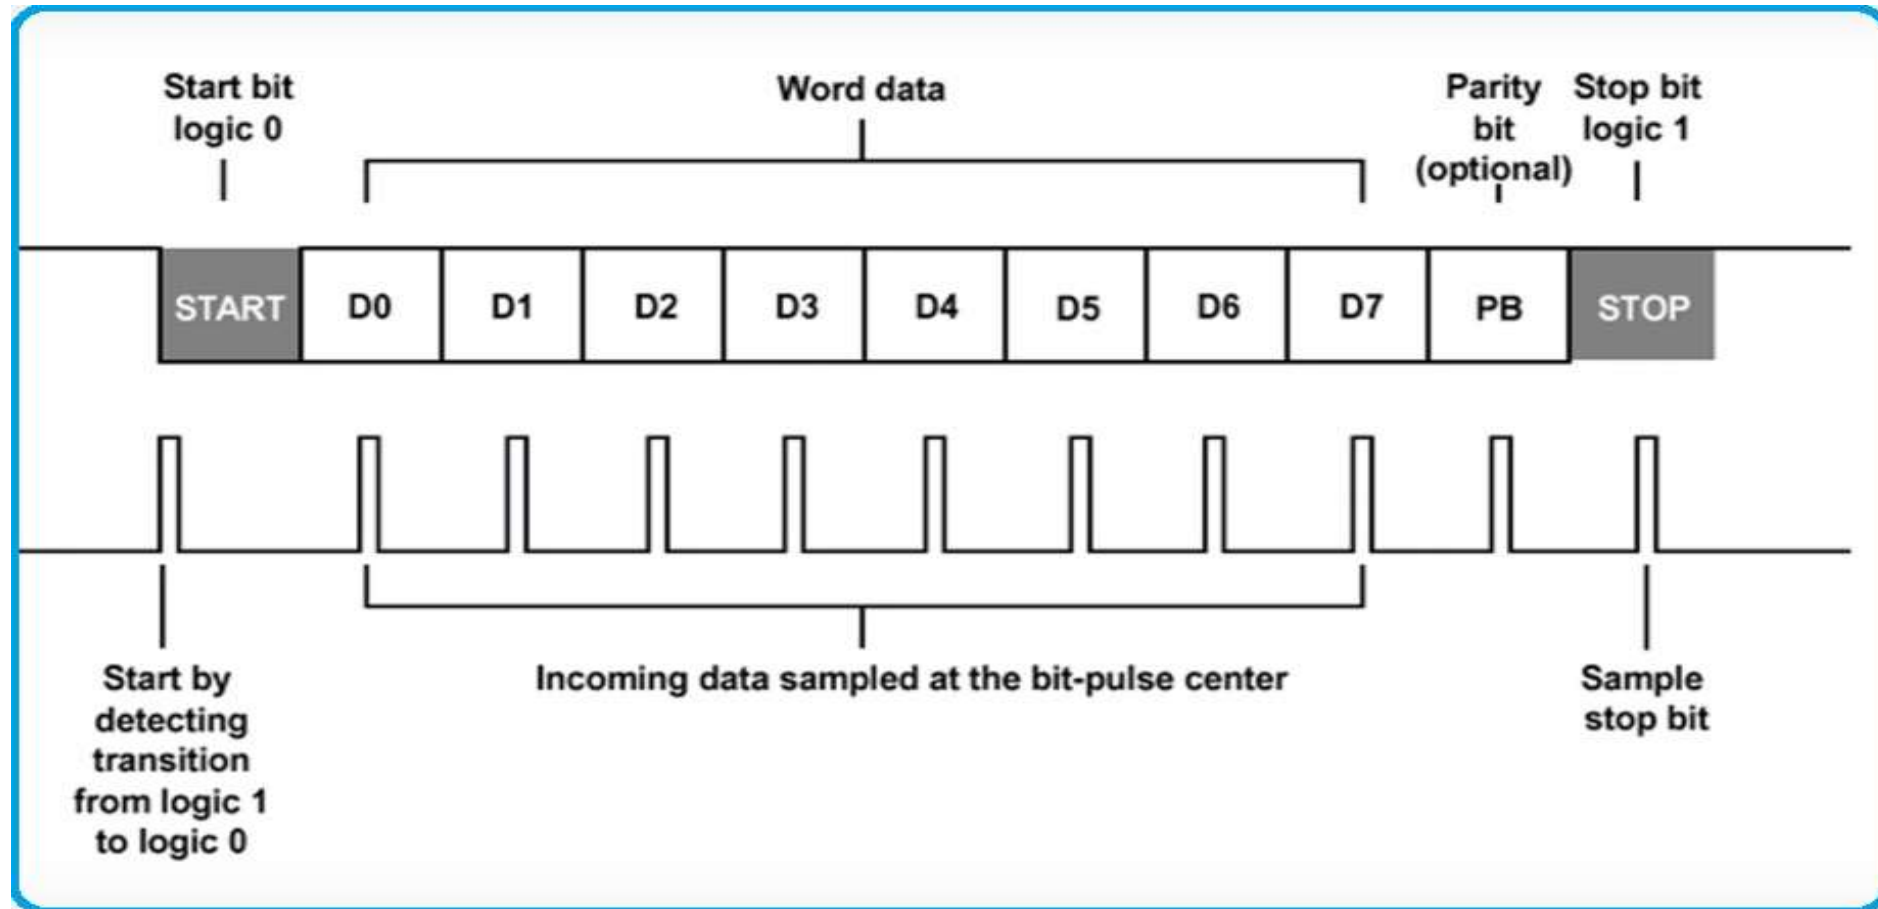 Start bit
logic 0
Word data
Parity
bit
(optional)
Stop bit
logic 1
START
D0
D1
D2
D3
D4
D5
D6
D7
PB
STOP
Start by
detecting
transition
from logic 1
to logic 0
Incoming data sampled at the bit-pulse center
Sample
stop bit